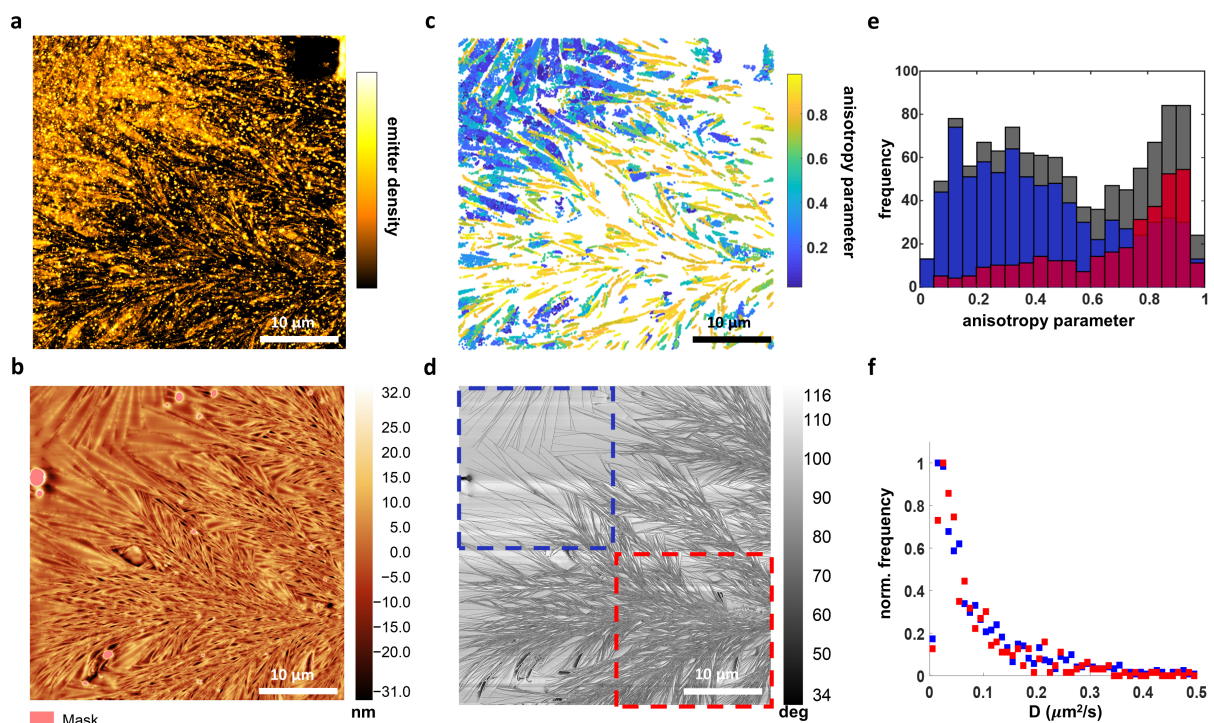 a
10 μm
emitter density
c
10 μm
0.8
0.6
0.4
0.2
anisotropy parameter
e
100
80
60
40
20
0
frequency
0
0.2
0.4
0.6
0.8
1
anisotropy parameter
b
10 μm
32.0
25.0
20.0
15.0
10.0
5.0
0.0
−5.0
−10.0
−15.0
−20.0
−31.0
nm
Mask
d
10 μm
116
110
100
90
80
70
60
50
34
deg
f
1
0.8
0.6
0.4
0.2
0
norm. frequency
0
0.1
0.2
0.3
0.4
0.5
D (μm²/s)